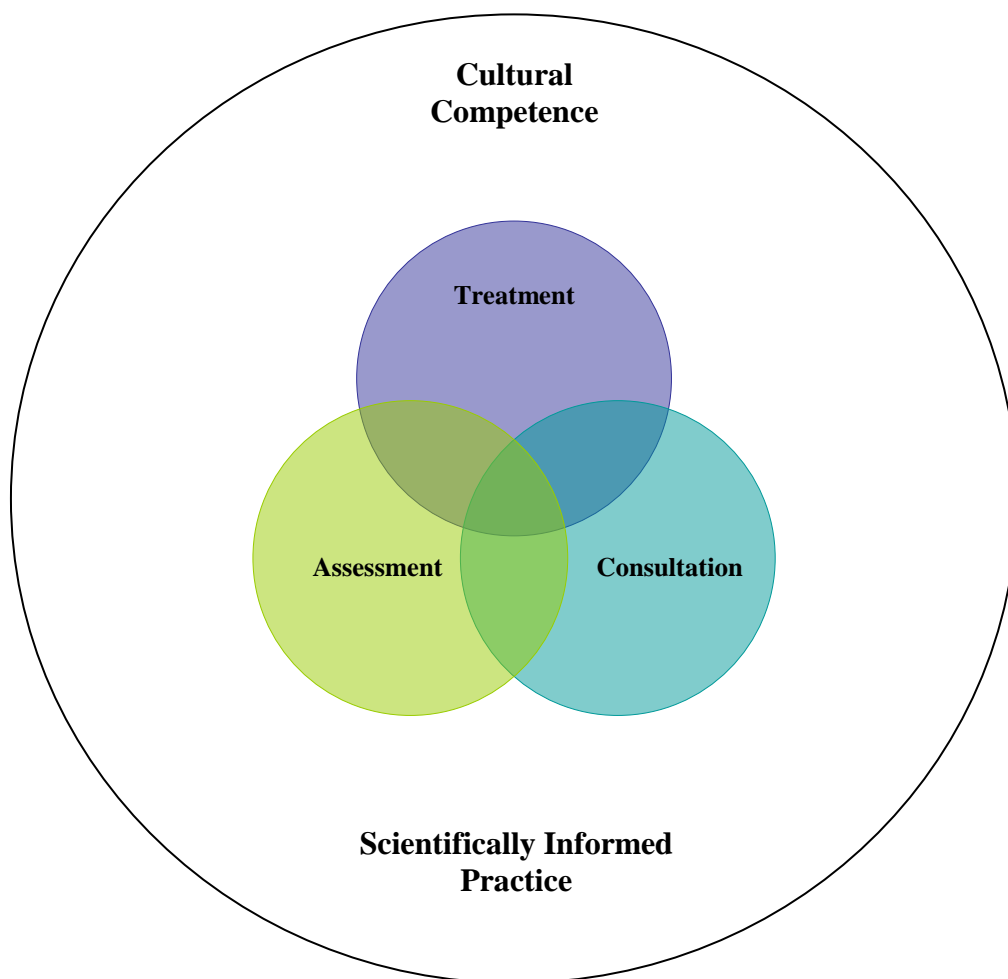 Cultural
Competence
Treatment
Assessment
Consultation
Scientifically Informed
Practice